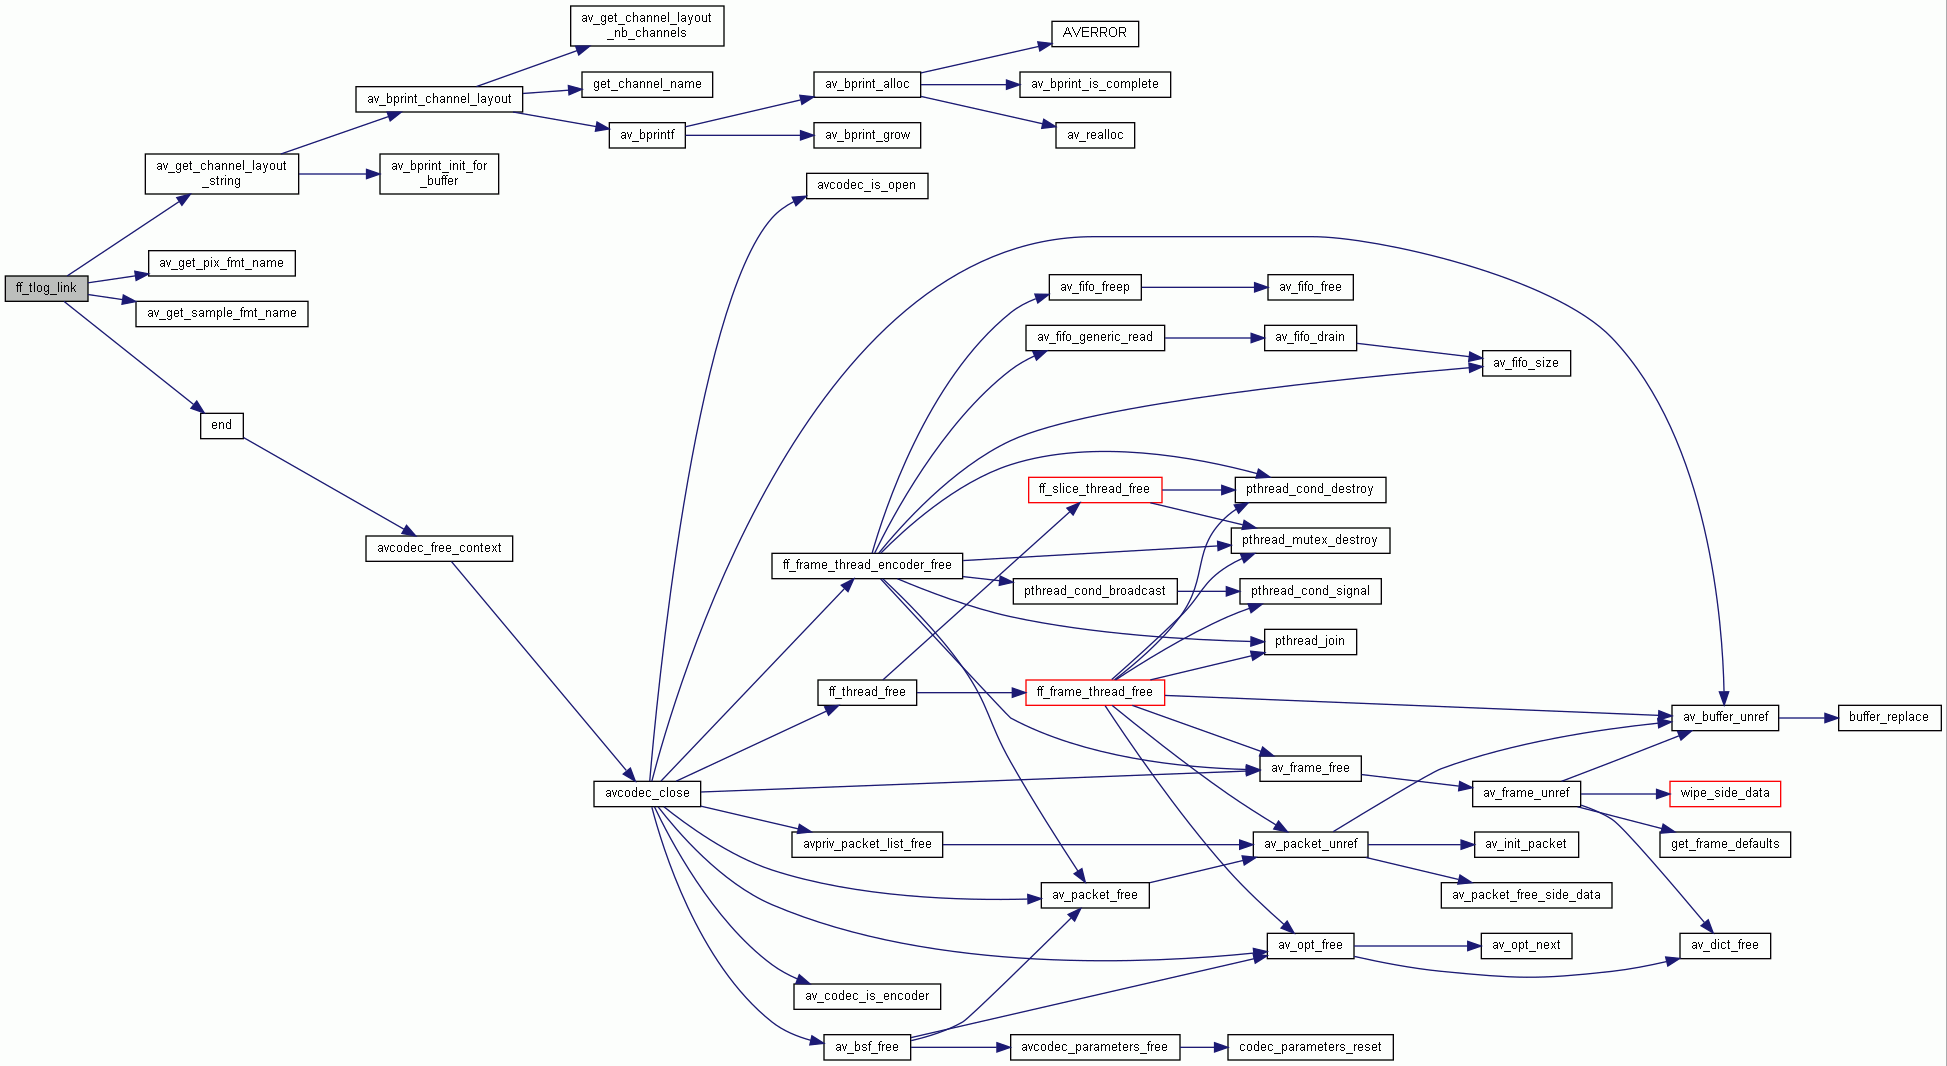 av_get_channel_layout
_nb_channels
AVERROR
get_channel_name
av_bprint_alloc
av_bprint_is_complete
av_bprint_channel_layout
av_bprintf
av_bprint_grow
av_realloc
av_get_channel_layout
_string
av_bprint_init_for
_buffer
avcodec_is_open
av_get_pix_fmt_name
ff_tlog_link
av_get_sample_fmt_name
av_fifo_freep
av_fifo_free
av_fifo_generic_read
av_fifo_drain
av_fifo_size
end
ff_slice_thread_free
pthread_cond_destroy
avcodec_free_context
pthread_mutex_destroy
ff_frame_thread_encoder_free
pthread_cond_broadcast
pthread_cond_signal
pthread_join
ff_thread_free
ff_frame_thread_free
av_buffer_unref
buffer_replace
av_frame_free
avcodec_close
av_frame_unref
wipe_side_data
avpriv_packet_list_free
av_packet_unref
av_init_packet
get_frame_defaults
av_packet_free
av_packet_free_side_data
av_opt_free
av_opt_next
av_dict_free
av_codec_is_encoder
av_bsf_free
avcodec_parameters_free
codec_parameters_reset